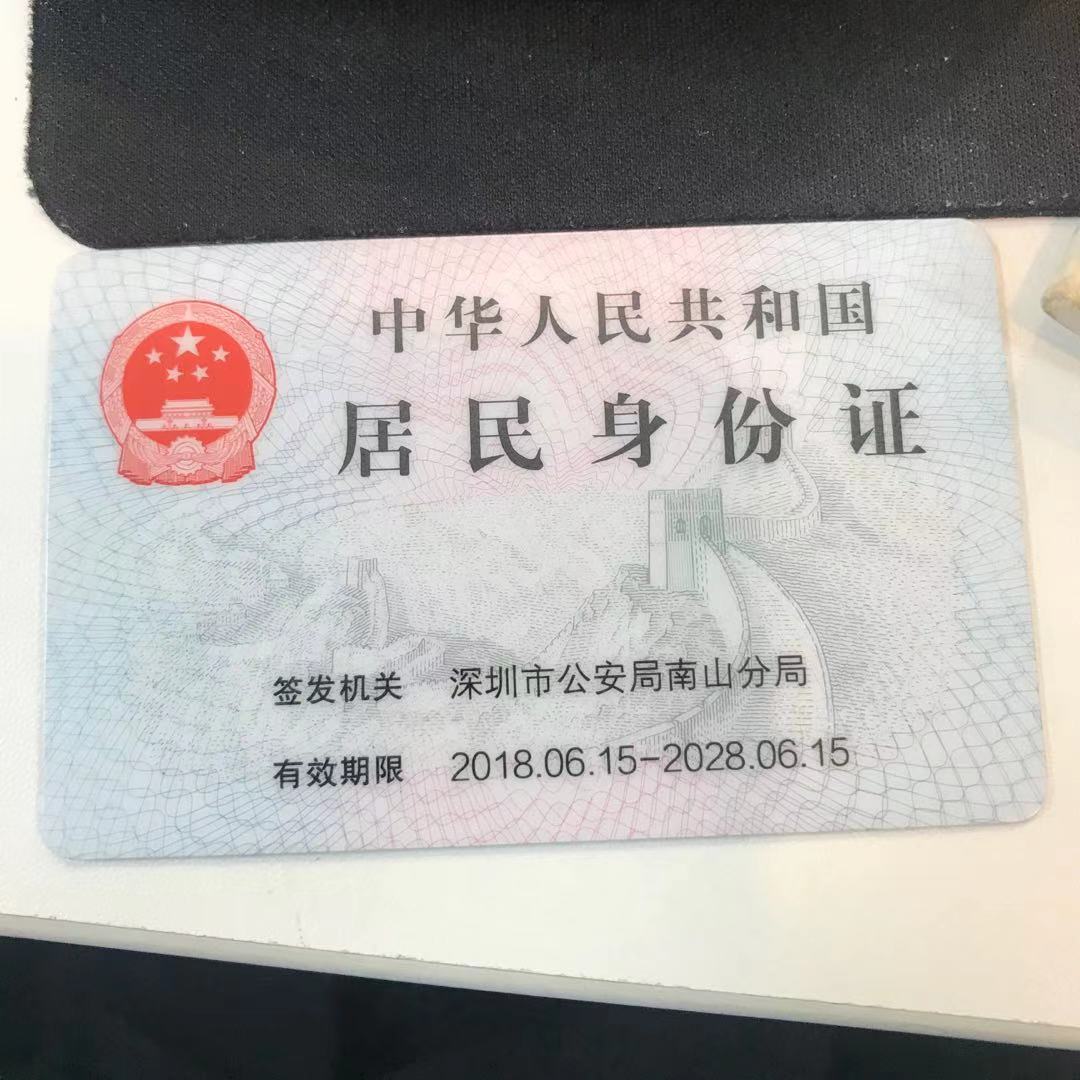 中华人民共和国
居民身份证
签发机关 深圳市公安局南山分局
有效期限 2018.06.15-2028.06.15